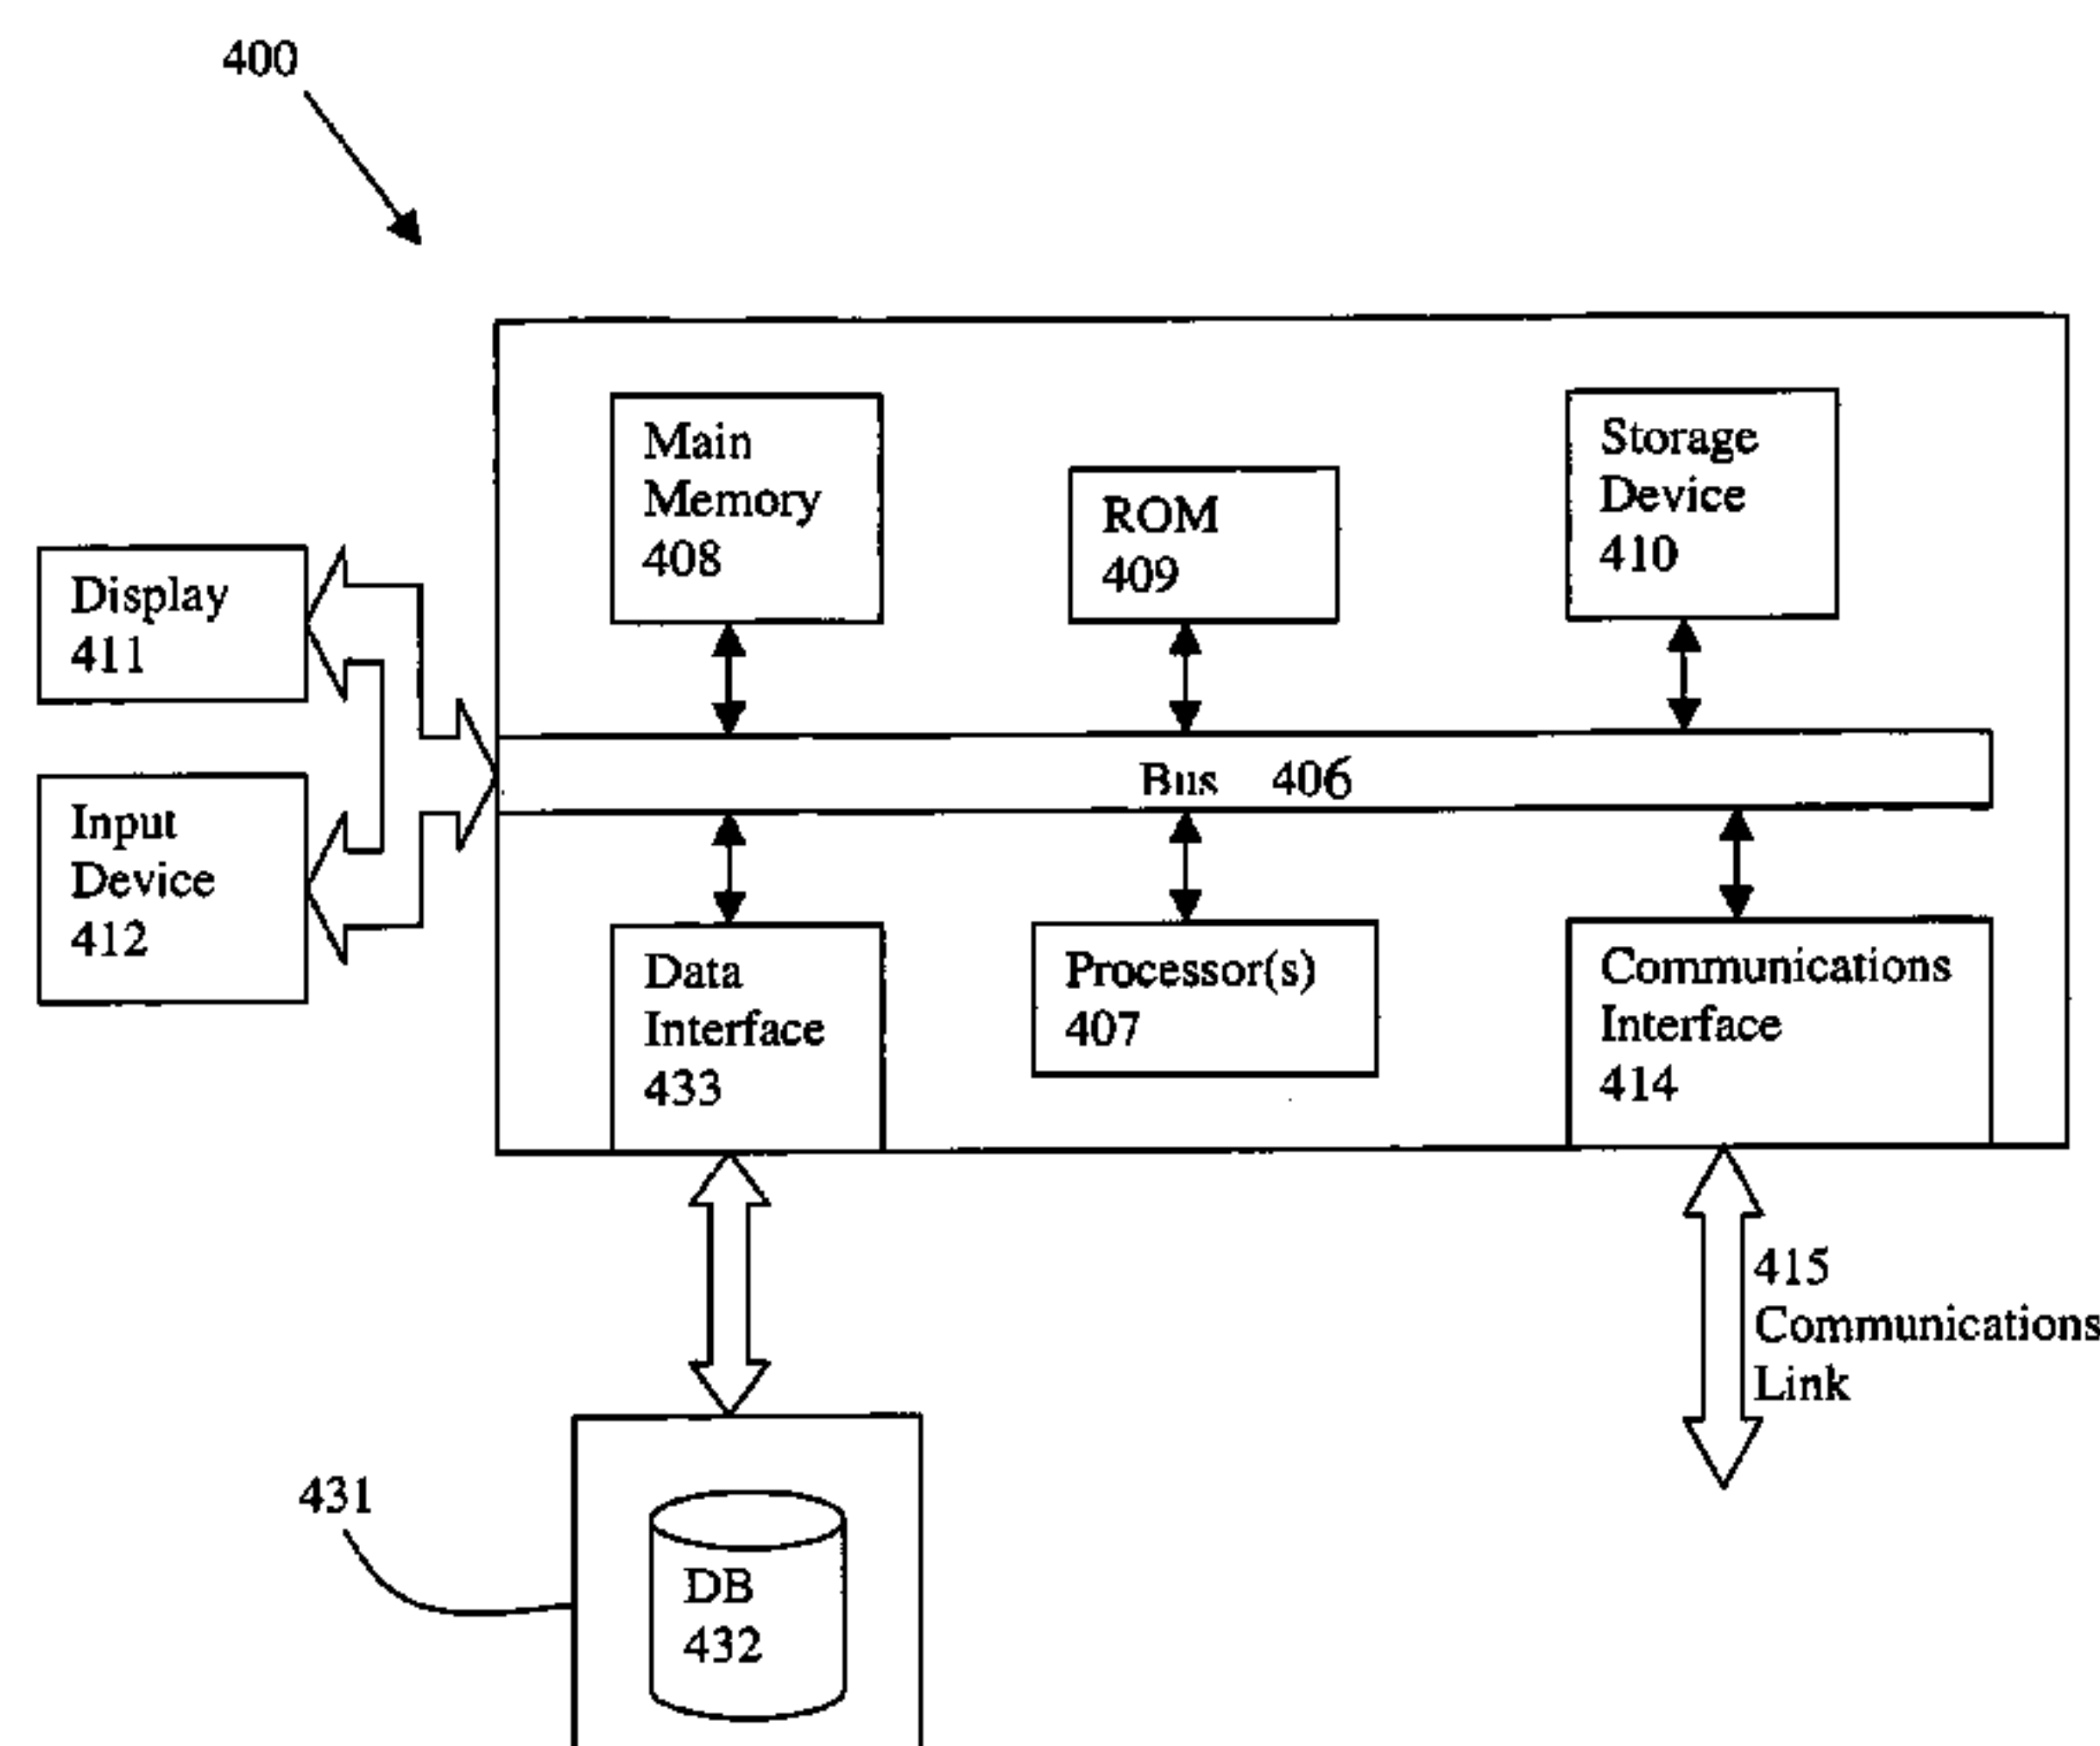 400
Main
Memory
408
ROM
409
Storage
Device
410
Display
411
Bus 406
Input
Device
412
Data
Interface
433
Processor(s)
407
Communications
Interface
414
415
Communications
Link
431
DB
432